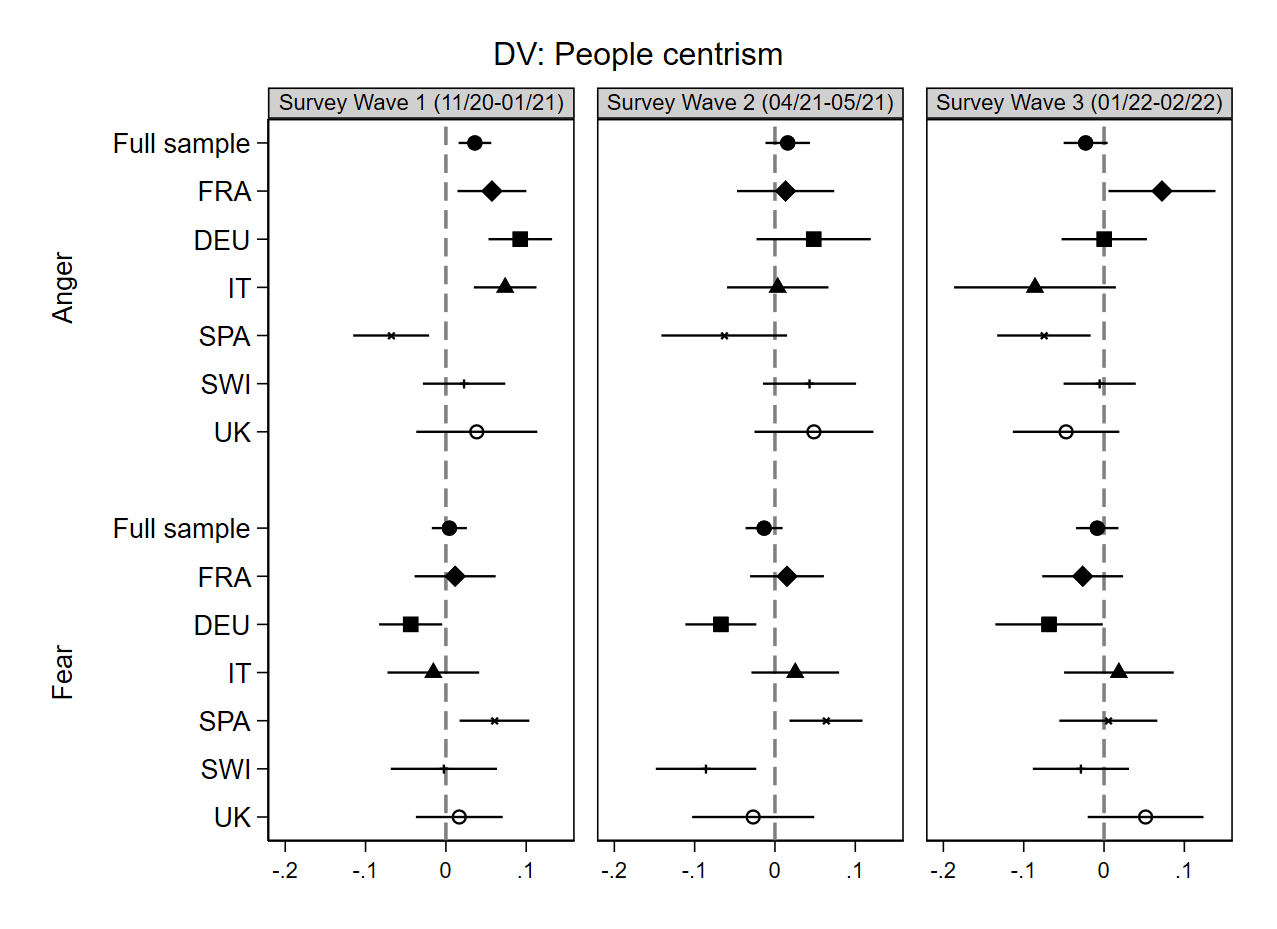 DV: People centrism
Survey Wave 1 (11/20-01/21)
Survey Wave 2 (04/21-05/21)
Survey Wave 3 (01/22-02/22)
Anger
Full sample
FRA
DEU
IT
SPA
SWI
UK
Fear
Full sample
FRA
DEU
IT
SPA
SWI
UK
-.2 -.1 0 .1
-.2 -.1 0 .1
-.2 -.1 0 .1